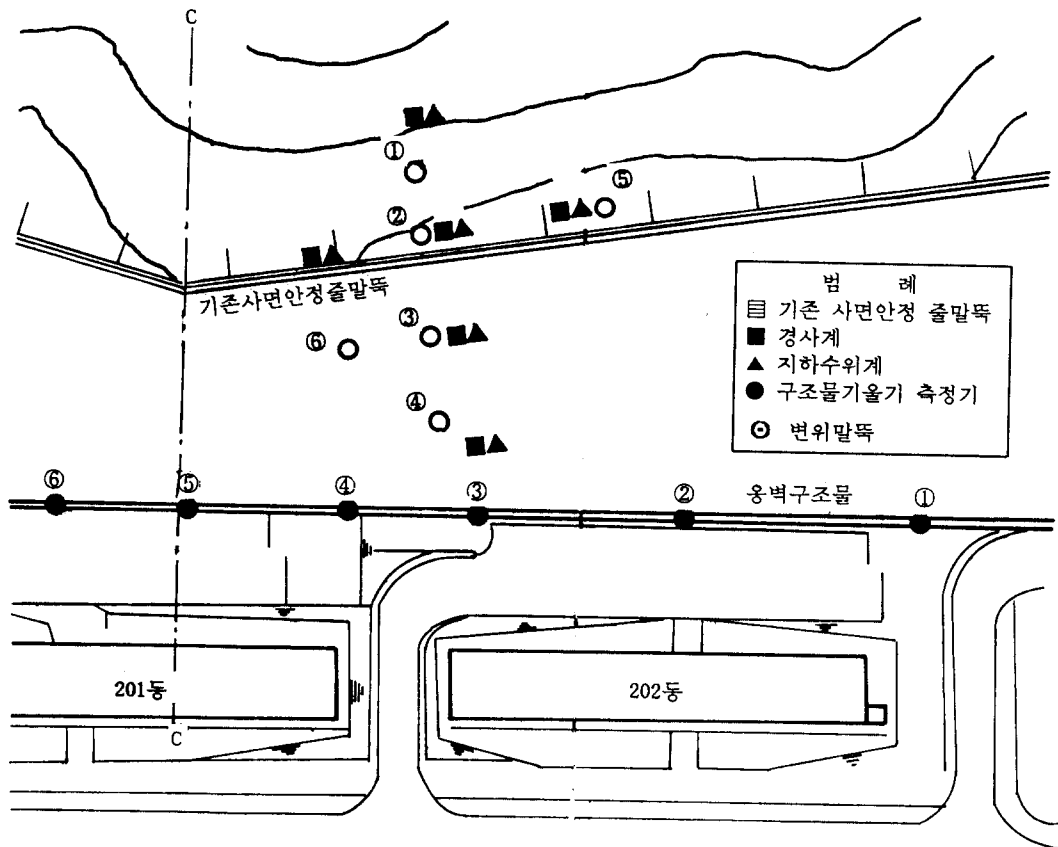 C
①
⑤
②
기존사면안정줄말뚝
③
⑥
④
범 례
기존 사면안정 줄말뚝
경사계
지하수위계
구조물기울기 측정기
변위말뚝
옹벽구조물
⑥
⑤
④
③
②
①
201동
202동
C